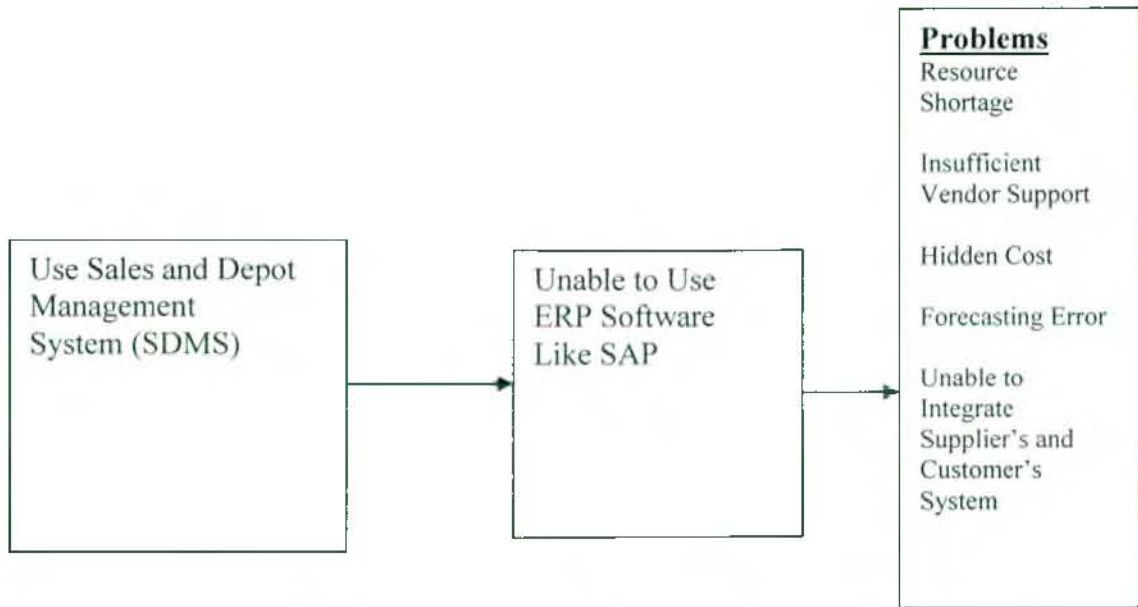 Use Sales and Depot
Management
System (SDMS)
Unable to Use
ERP Software
Like SAP
Problems
Resource
Shortage
Insufficient
Vendor Support
Hidden Cost
Forecasting Error
Unable to
Integrate
Supplier's and
Customer's
System